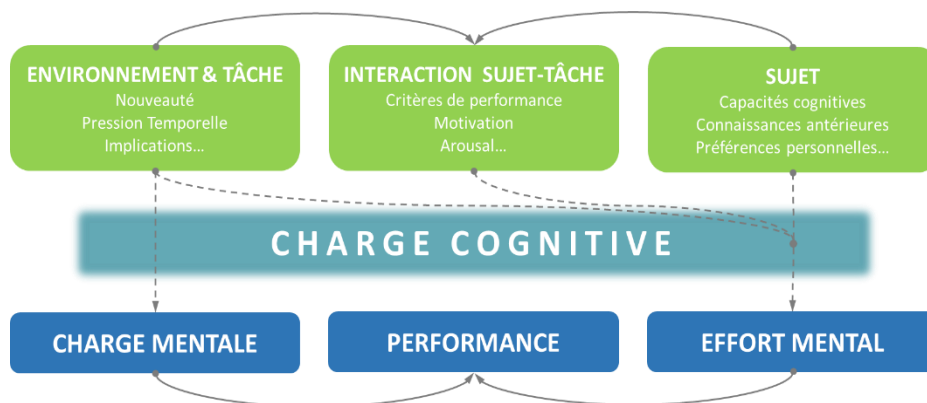 ENVIRONNEMENT & TÂCHE
Nouveauté
Pression Temporelle
Implications…
INTERACTION SUJET-TÂCHE
Critères de performance
Motivation
Arousal…
SUJET
Capacités cognitives
Connaissances antérieures
Préférences personnelles…
CHARGE COGNITIVE
CHARGE MENTALE
PERFORMANCE
EFFORT MENTAL